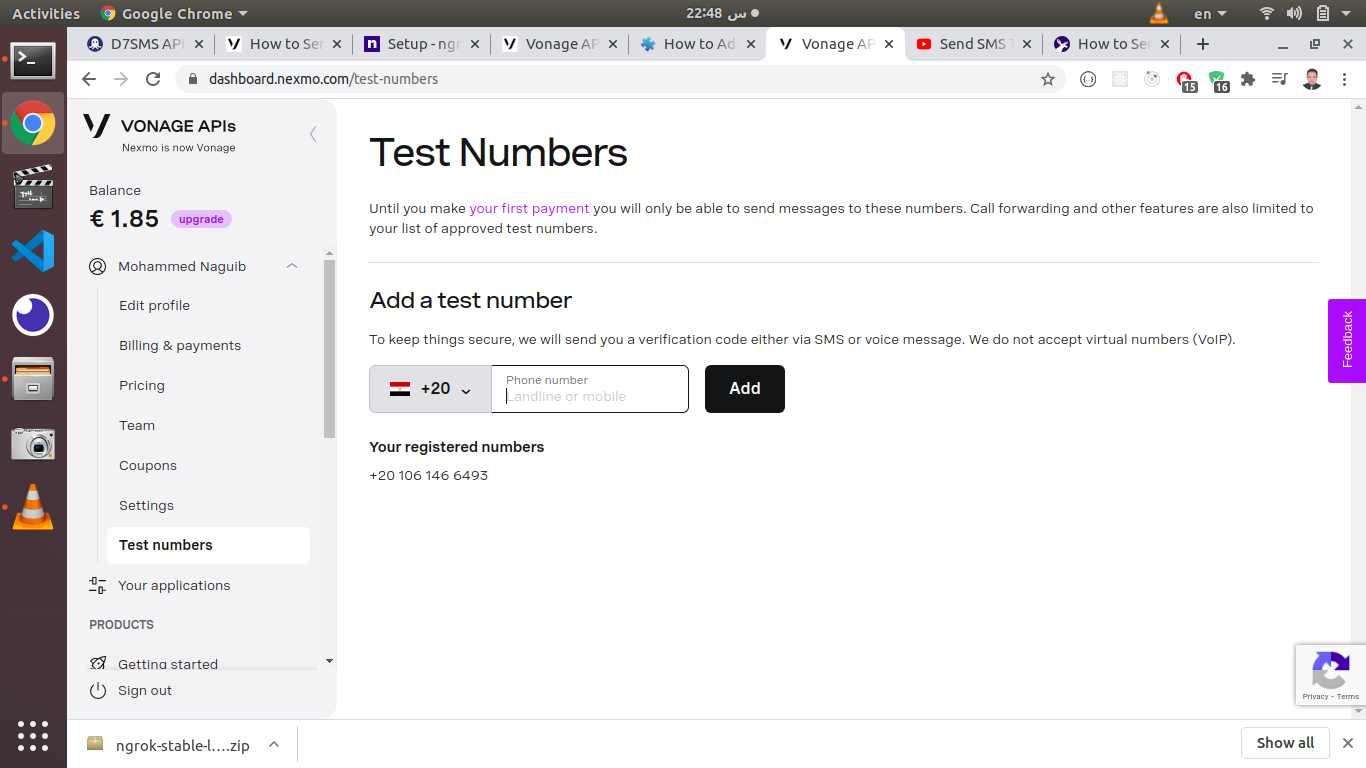 Activities
Google Chrome
22:48 س
en
D7SMS API
How to Se
Setup - ng
Vonage AP
How to Ad
Vonage AP
Send SMS
How to Se
dashboard.nexmo.com/test-numbers
15
16
VONAGE APIs
Nexmo is now Vonage
Balance
€ 1.85 upgrade
Mohammed Naguib
Edit profile
Billing & payments
Pricing
Team
Coupons
Settings
Test numbers
Your applications
PRODUCTS
Getting started
Sign out
Test Numbers
Until you make your first payment you will only be able to send messages to these numbers. Call forwarding and other features are also limited to
your list of approved test numbers.
Add a test number
To keep things secure, we will send you a verification code either via SMS or voice message. We do not accept virtual numbers (VoIP).
+20
Phone number
Landline or mobile
Add
Your registered numbers
+20 106 146 6493
Feedback
Privacy - Terms
ngrok-stable-l....zip
Show all